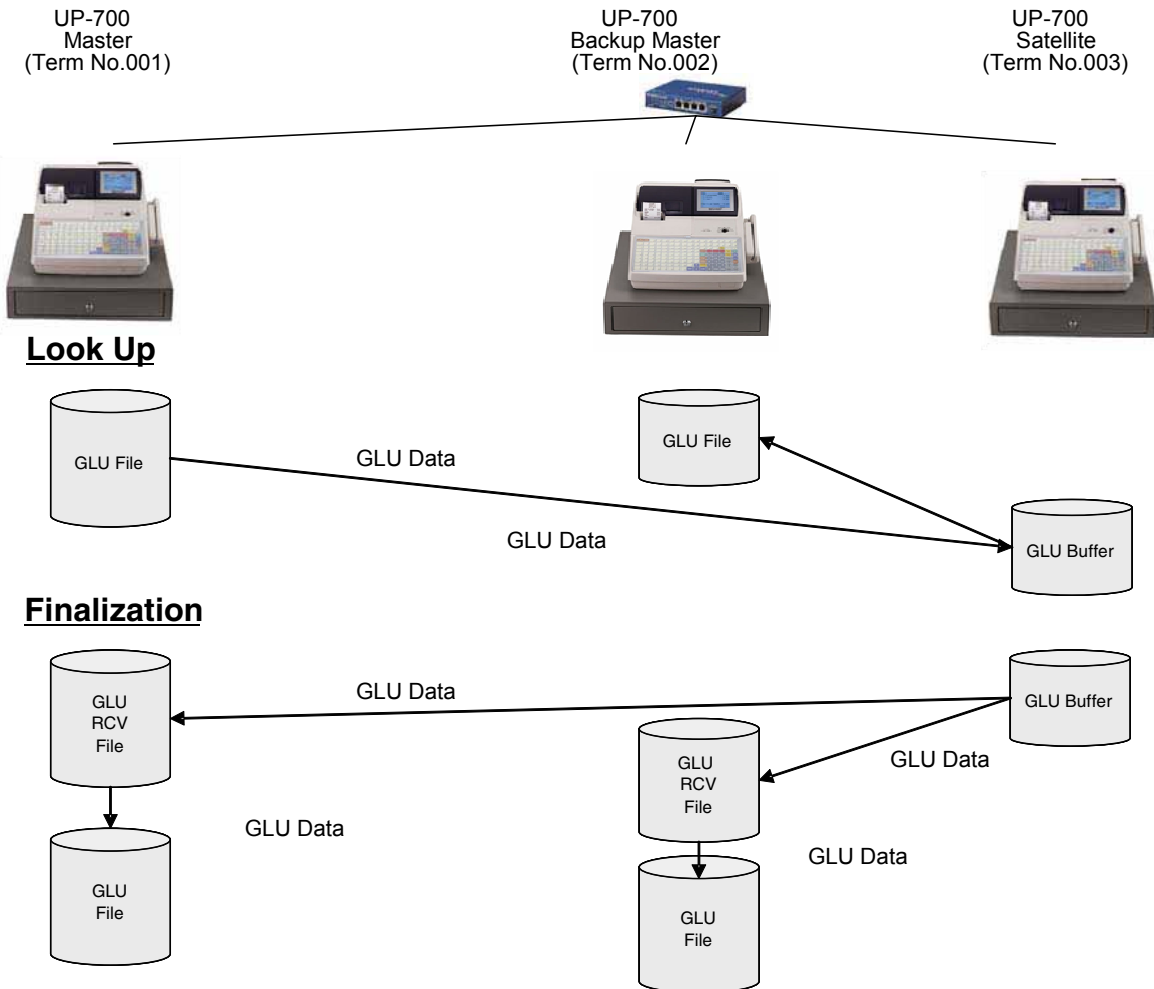 UP-700
Master
(Term No.001)
UP-700
Backup Master
(Term No.002)
UP-700
Satellite
(Term No.003)
Look Up
GLU File
GLU Data
GLU File
GLU Data
GLU Buffer
Finalization
GLU
RCV
File
GLU Data
GLU Buffer
GLU
RCV
File
GLU Data
GLU
File
GLU Data
GLU Data
GLU
File